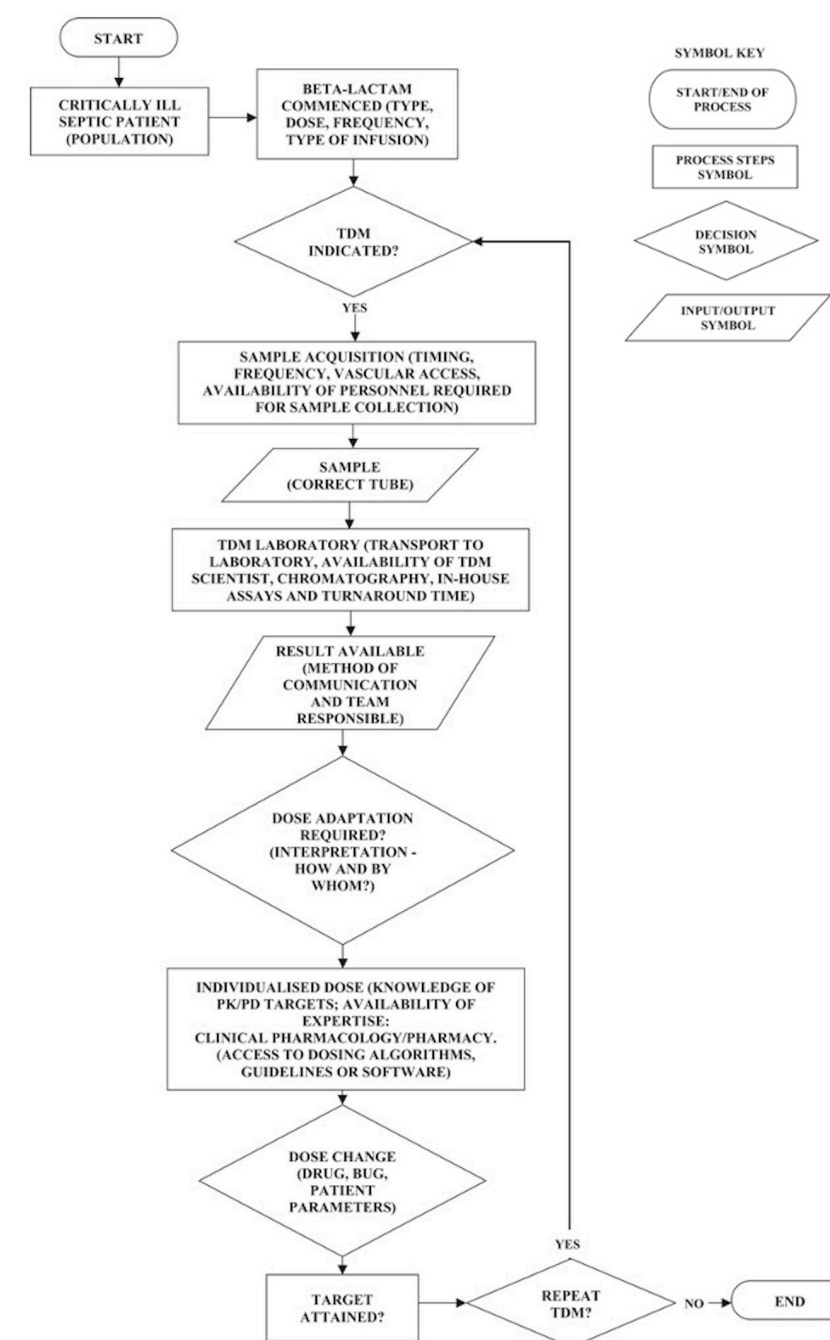 START
CRITICALLY ILL
SEPTIC PATIENT
(POPULATION)
BETA-LACTAM
COMMENCED (TYPE,
DOSE, FREQUENCY,
TYPE OF INFUSION)
TDM
INDICATED?
YES
SAMPLE ACQUISITION (TIMING,
FREQUENCY, VASCULAR ACCESS,
AVAILABILITY OF PERSONNEL REQUIRED
FOR SAMPLE COLLECTION)
SAMPLE
(CORRECT TUBE)
TDM LABORATORY (TRANSPORT TO
LABORATORY, AVAILABILITY OF TDM
SCIENTIST, CHROMATOGRAPHY, IN-HOUSE
ASSAYS AND TURNAROUND TIME)
RESULT AVAILABLE
(METHOD OF
COMMUNICATION
AND TEAM
RESPONSIBLE)
DOSE ADAPTATION
REQUIRED?
(INTERPRETATION -
HOW AND BY
WHOM?)
INDIVIDUALISED DOSE (KNOWLEDGE OF
PK/PD TARGETS; AVAILABILITY OF
EXPERTISE:
CLINICAL PHARMACOLOGY/PHARMACY.
(ACCESS TO DOSING ALGORITHMS,
GUIDELINES OR SOFTWARE)
DOSE CHANGE
(DRUG, BUG,
PATIENT
PARAMETERS)
TARGET
ATTAINED?
YES
REPEAT
TDM?
NO
END
SYMBOL KEY
START/END OF
PROCESS
PROCESS STEPS
SYMBOL
DECISION
SYMBOL
INPUT/OUTPUT
SYMBOL